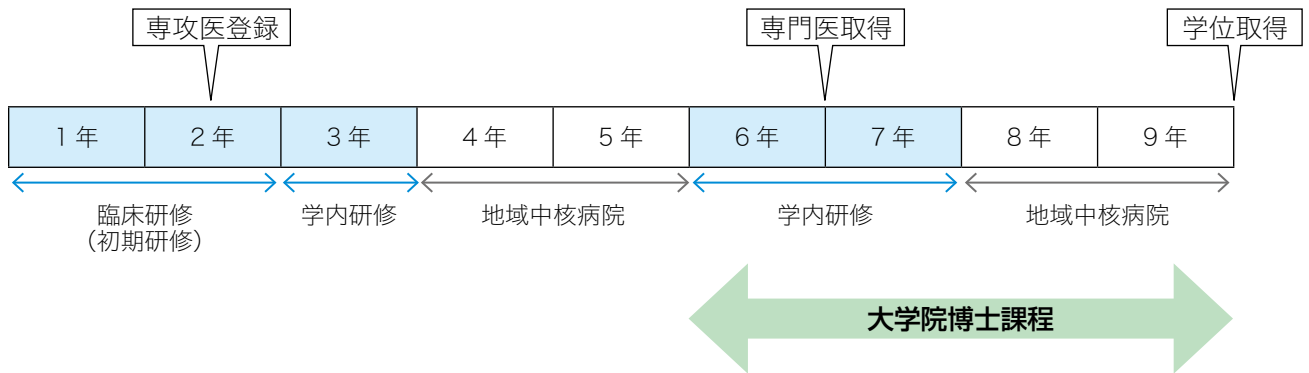 専攻医登録
専門医取得
学位取得
1年
2年
3年
4年
5年
6年
7年
8年
9年
臨床研修
（初期研修）
学内研修
地域中核病院
学内研修
地域中核病院
大学院博士課程